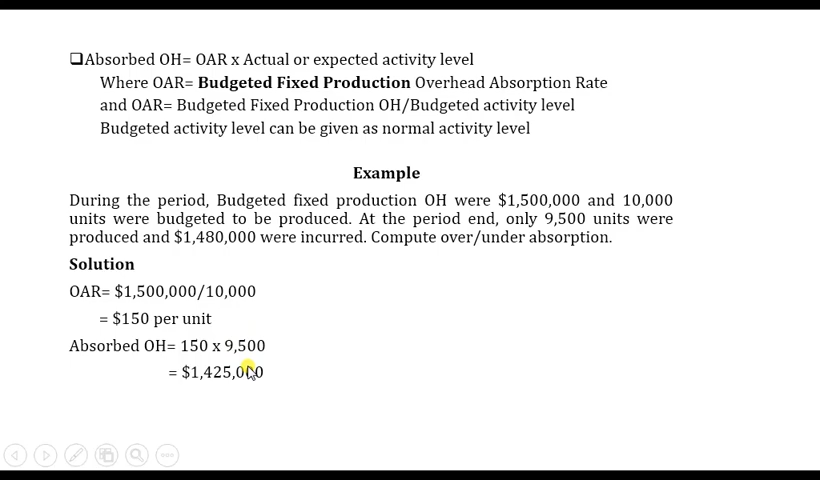 ❑Absorbed OH= OAR x Actual or expected activity level
Where OAR= Budgeted Fixed Production Overhead Absorption Rate
and OAR= Budgeted Fixed Production OH/Budgeted activity level
Budgeted activity level can be given as normal activity level
Example
During the period, Budgeted fixed production OH were $1,500,000 and 10,000
units were budgeted to be produced. At the period end, only 9,500 units were
produced and $1,480,000 were incurred. Compute over/under absorption.
Solution
OAR= $1,500,000/10,000
= $150 per unit
Absorbed OH= 150 x 9,500
= $1,425,000